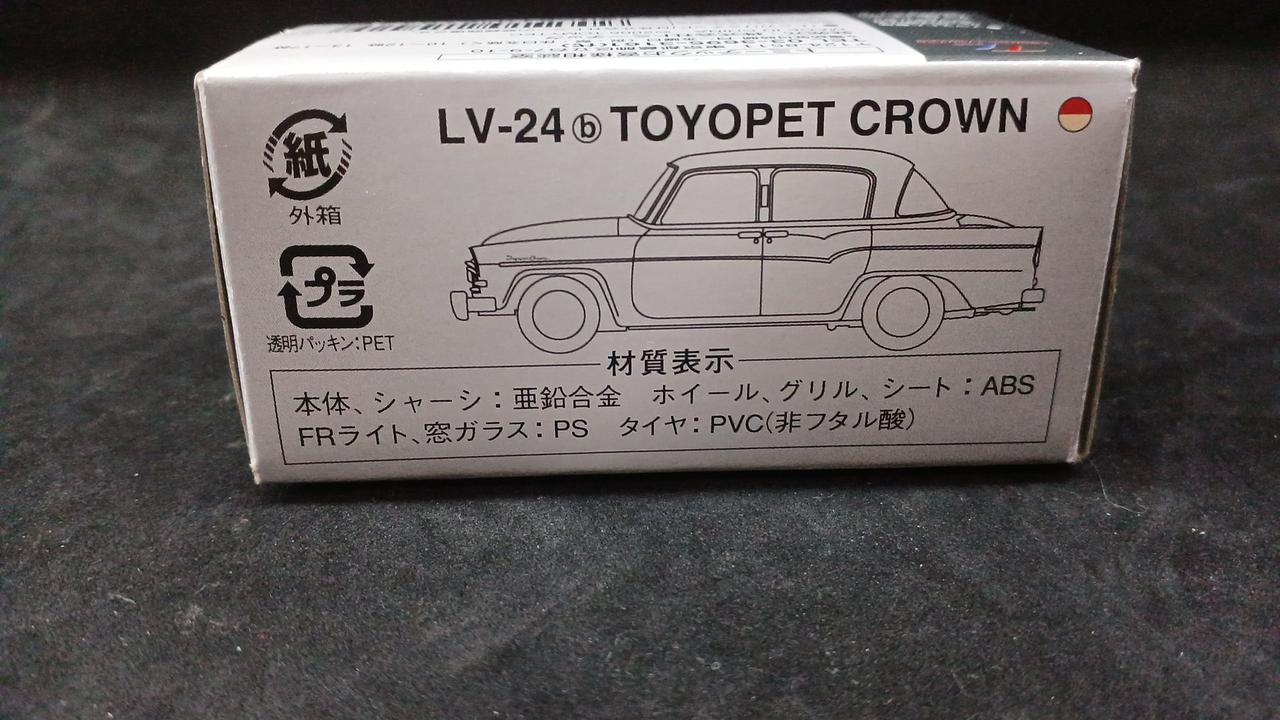 LV-24ⓑ TOYOPET CROWN
紙
外箱
プラ
透明パッキン:PET
材質表示
本体、シャーシ:亜鉛合金 ホイール、グリル、シート:ABS
FRライト、窓ガラス:PS タイヤ:PVC(非フタル酸)